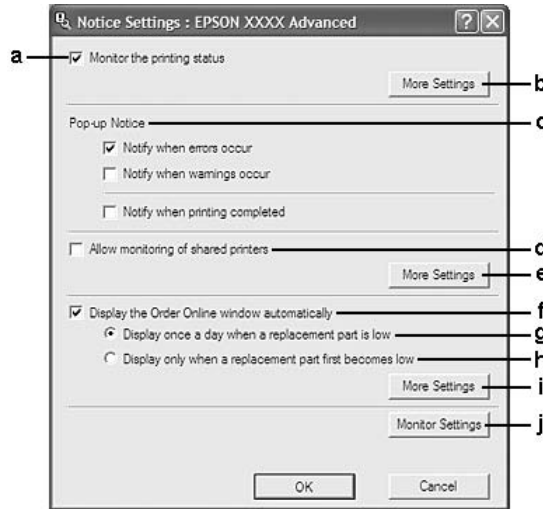 Notice Settings : EPSON XXXX Advanced
a
Monitor the printing status
More Settings
b
Pop-up Notice
c
Notify when errors occur
Notify when warnings occur
Notify when printing completed
Allow monitoring of shared printers
d
More Settings
e
Display the Order Online window automatically
f
Display once a day when a replacement part is low
g
Display only when a replacement part first becomes low
h
More Settings
i
Monitor Settings
j
OK
Cancel